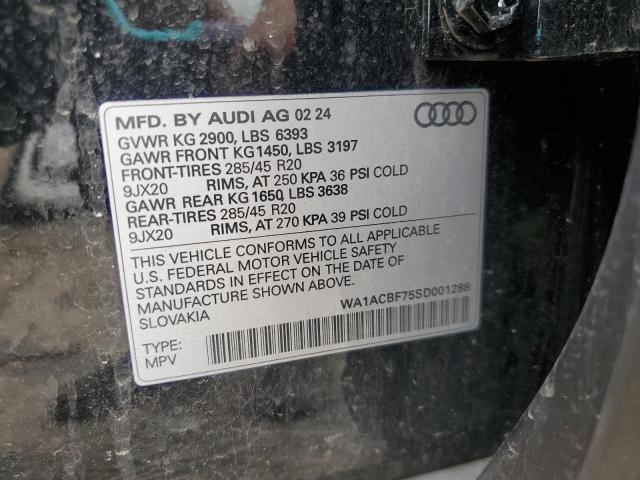 MFD. BY AUDI AG 02 24
GVWR KG 2900, LBS 6393
GAWR FRONT KG 1450, LBS 3197
FRONT-TIRES 285/45 R20
9JX20 RIMS, AT 250 KPA 36 PSI COLD
GAWR REAR KG 1650, LBS 3638
REAR-TIRES 285/45 R20
9JX20 RIMS, AT 270 KPA 39 PSI COLD
THIS VEHICLE CONFORMS TO ALL APPLICABLE
U.S. FEDERAL MOTOR VEHICLE SAFETY
STANDARDS IN EFFECT ON THE DATE OF
MANUFACTURE SHOWN ABOVE.
SLOVAKIA
WA1ACBF75SD001288
TYPE:
MPV